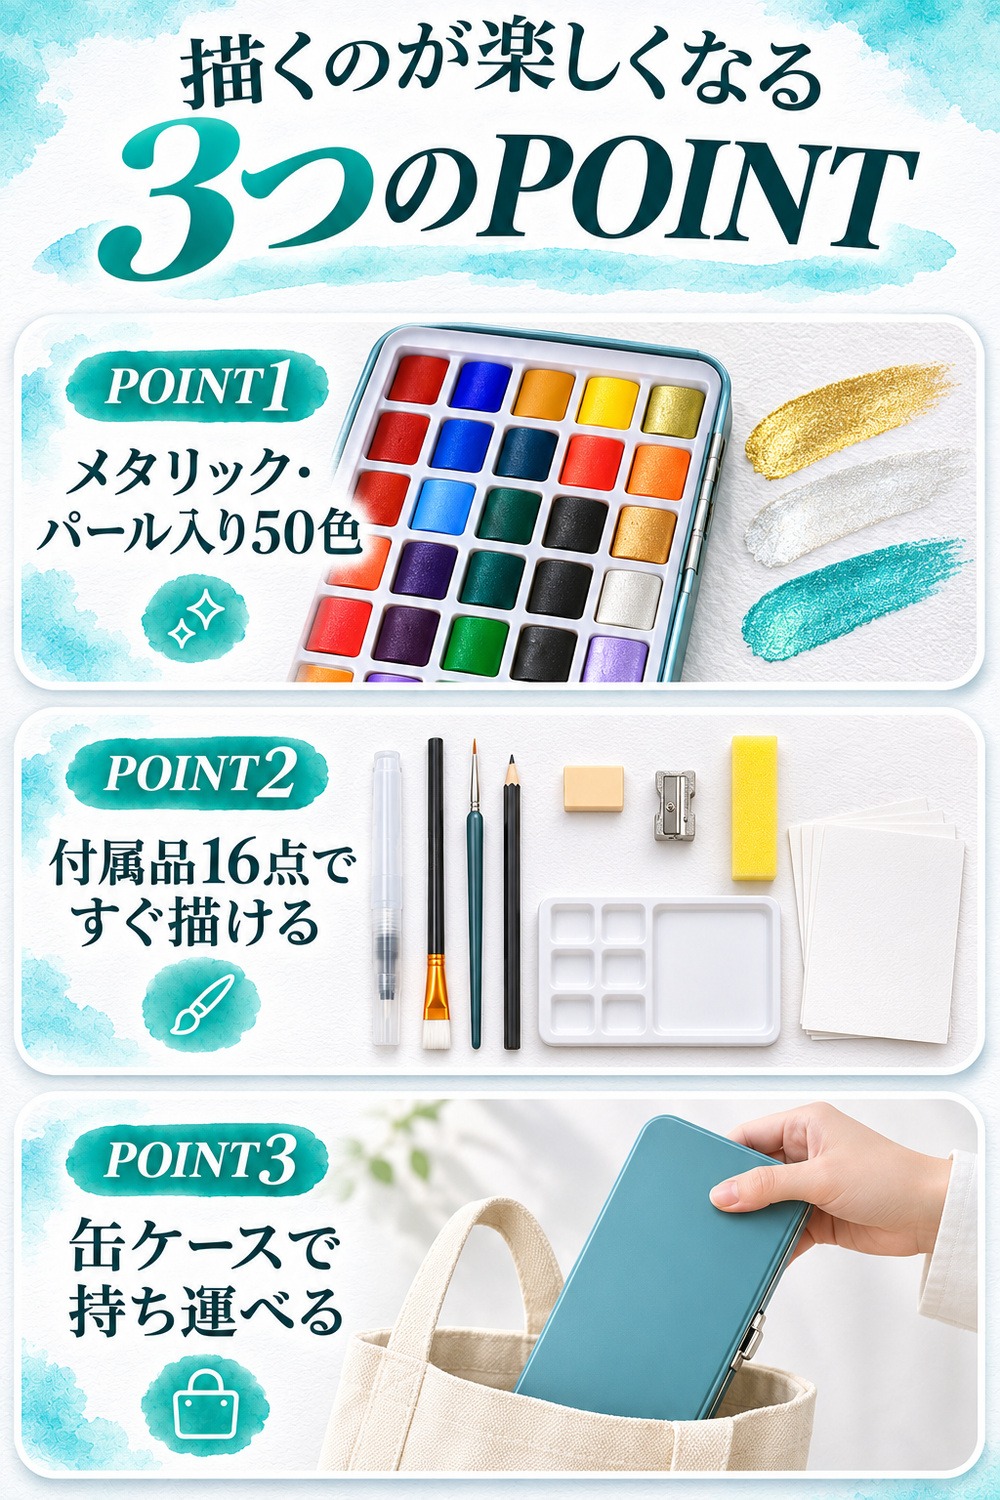 描くのが楽しくなる
3つのPOINT
POINT1
メタリック・
パール入り50色
POINT2
付属品16点で
すぐ描ける
POINT3
缶ケースで
持ち運べる